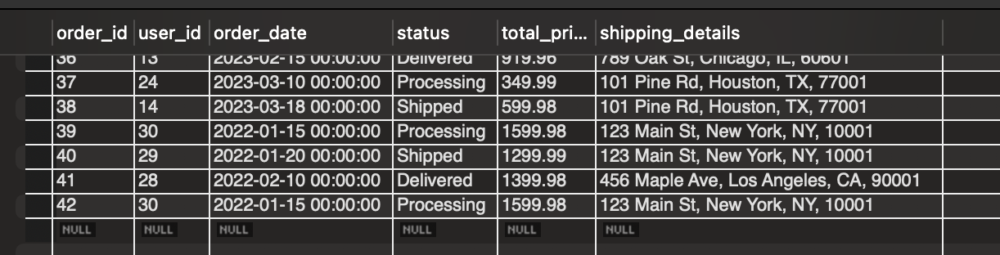 order_id user_id order_date status total_pri... shipping_details
36 13 2023-02-15 00:00:00 Delivered 919.96 789 Oak St, Chicago, IL, 60601
37 24 2023-03-10 00:00:00 Processing 349.99 101 Pine Rd, Houston, TX, 77001
38 14 2023-03-18 00:00:00 Shipped 599.98 101 Pine Rd, Houston, TX, 77001
39 30 2022-01-15 00:00:00 Processing 1599.98 123 Main St, New York, NY, 10001
40 29 2022-01-20 00:00:00 Shipped 1299.99 123 Main St, New York, NY, 10001
41 28 2022-02-10 00:00:00 Delivered 1399.98 456 Maple Ave, Los Angeles, CA, 90001
42 30 2022-01-15 00:00:00 Processing 1599.98 123 Main St, New York, NY, 10001
NULL NULL NULL NULL NULL NULL